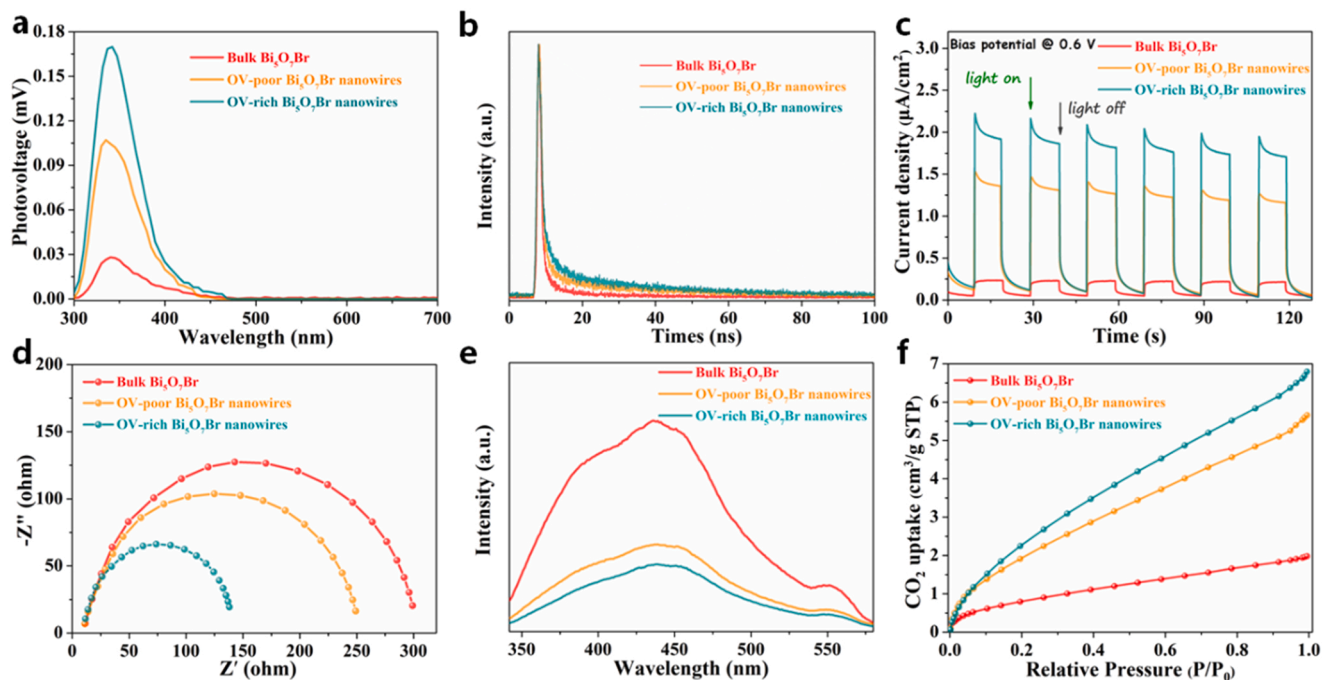 a
Photovoltage (mV)
0.18
0.15
0.12
0.09
0.06
0.03
0.00
Bulk Bi₅O₇Br
OV-poor Bi₅O₇Br nanowires
OV-rich Bi₅O₇Br nanowires
300 400 500 600 700
Wavelength (nm)
b
Intensity (a.u.)
Bulk Bi₅O₇Br
OV-poor Bi₅O₇Br nanowires
OV-rich Bi₅O₇Br nanowires
0 20 40 60 80 100
Times (ns)
c
Current density (μA/cm²)
3.0
2.5
2.0
1.5
1.0
0.5
0.0
Bias potential @ 0.6 V
Bulk Bi₅O₇Br
OV-poor Bi₅O₇Br nanowires
OV-rich Bi₅O₇Br nanowires
light on
light off
0 30 60 90 120
Time (s)
d
-Z'' (ohm)
200
150
100
50
0
Bulk Bi₅O₇Br
OV-poor Bi₅O₇Br nanowires
OV-rich Bi₅O₇Br nanowires
0 50 100 150 200 250 300
Z' (ohm)
e
Intensity (a.u.)
Bulk Bi₅O₇Br
OV-poor Bi₅O₇Br nanowires
OV-rich Bi₅O₇Br nanowires
350 400 450 500 550
Wavelength (nm)
f
CO₂ uptake (cm³/g STP)
7
6
5
4
3
2
1
0
Bulk Bi₅O₇Br
OV-poor Bi₅O₇Br nanowires
OV-rich Bi₅O₇Br nanowires
0.0 0.2 0.4 0.6 0.8 1.0
Relative Pressure (P/P₀)